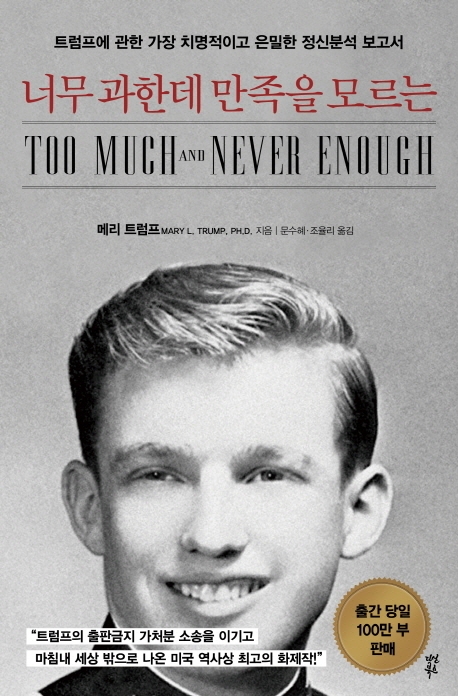 트럼프에 관한 가장 치명적이고 은밀한 정신분석 보고서
너무 과한데 만족을 모르는
TOO MUCH AND NEVER ENOUGH
메리 트럼프 MARY L. TRUMP, PH.D. 지음 | 문수혜·조율리 옮김
“트럼프의 출판금지 가처분 소송을 이기고
마침내 세상 밖으로 나온 미국 역사상 최고의 화제작!”
출간 당일
100만 부
판매
다산
북스